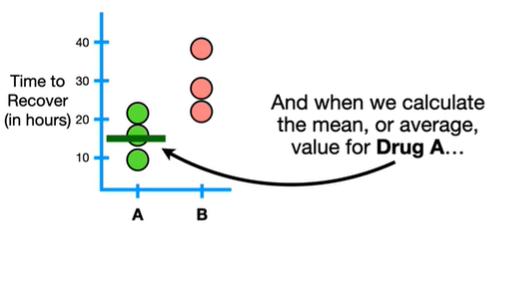 40
Time to
Recover
(in hours)
30
20
10
A
B
And when we calculate
the mean, or average,
value for Drug A...